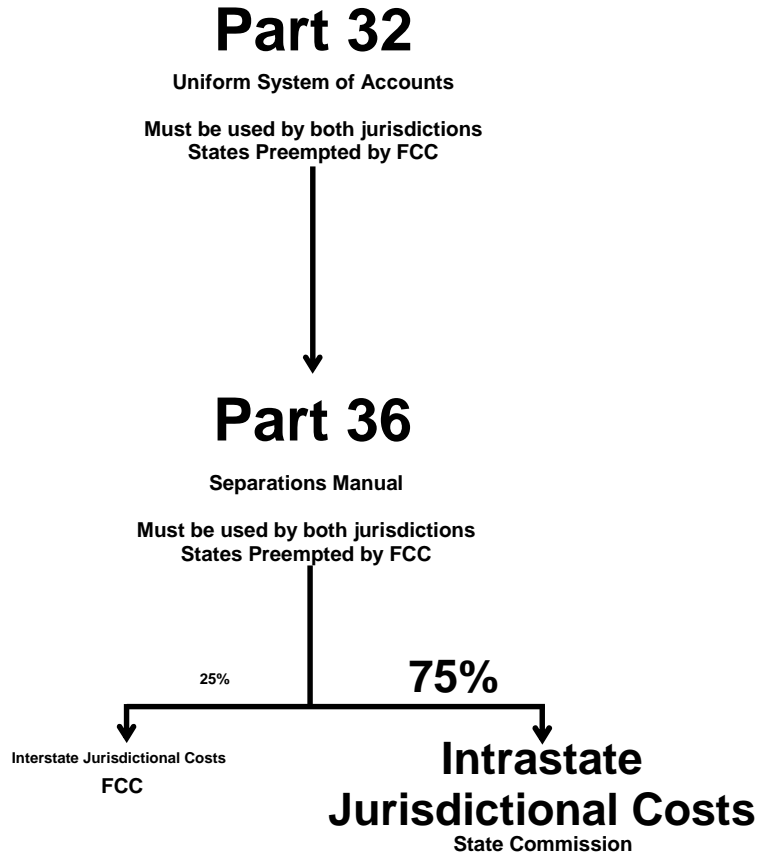 Part 32
Uniform System of Accounts
Must be used by both jurisdictions
States Preempted by FCC
Part 36
Separations Manual
Must be used by both jurisdictions
States Preempted by FCC
25%
75%
Interstate Jurisdictional Costs
FCC
Intrastate
Jurisdictional Costs
State Commission